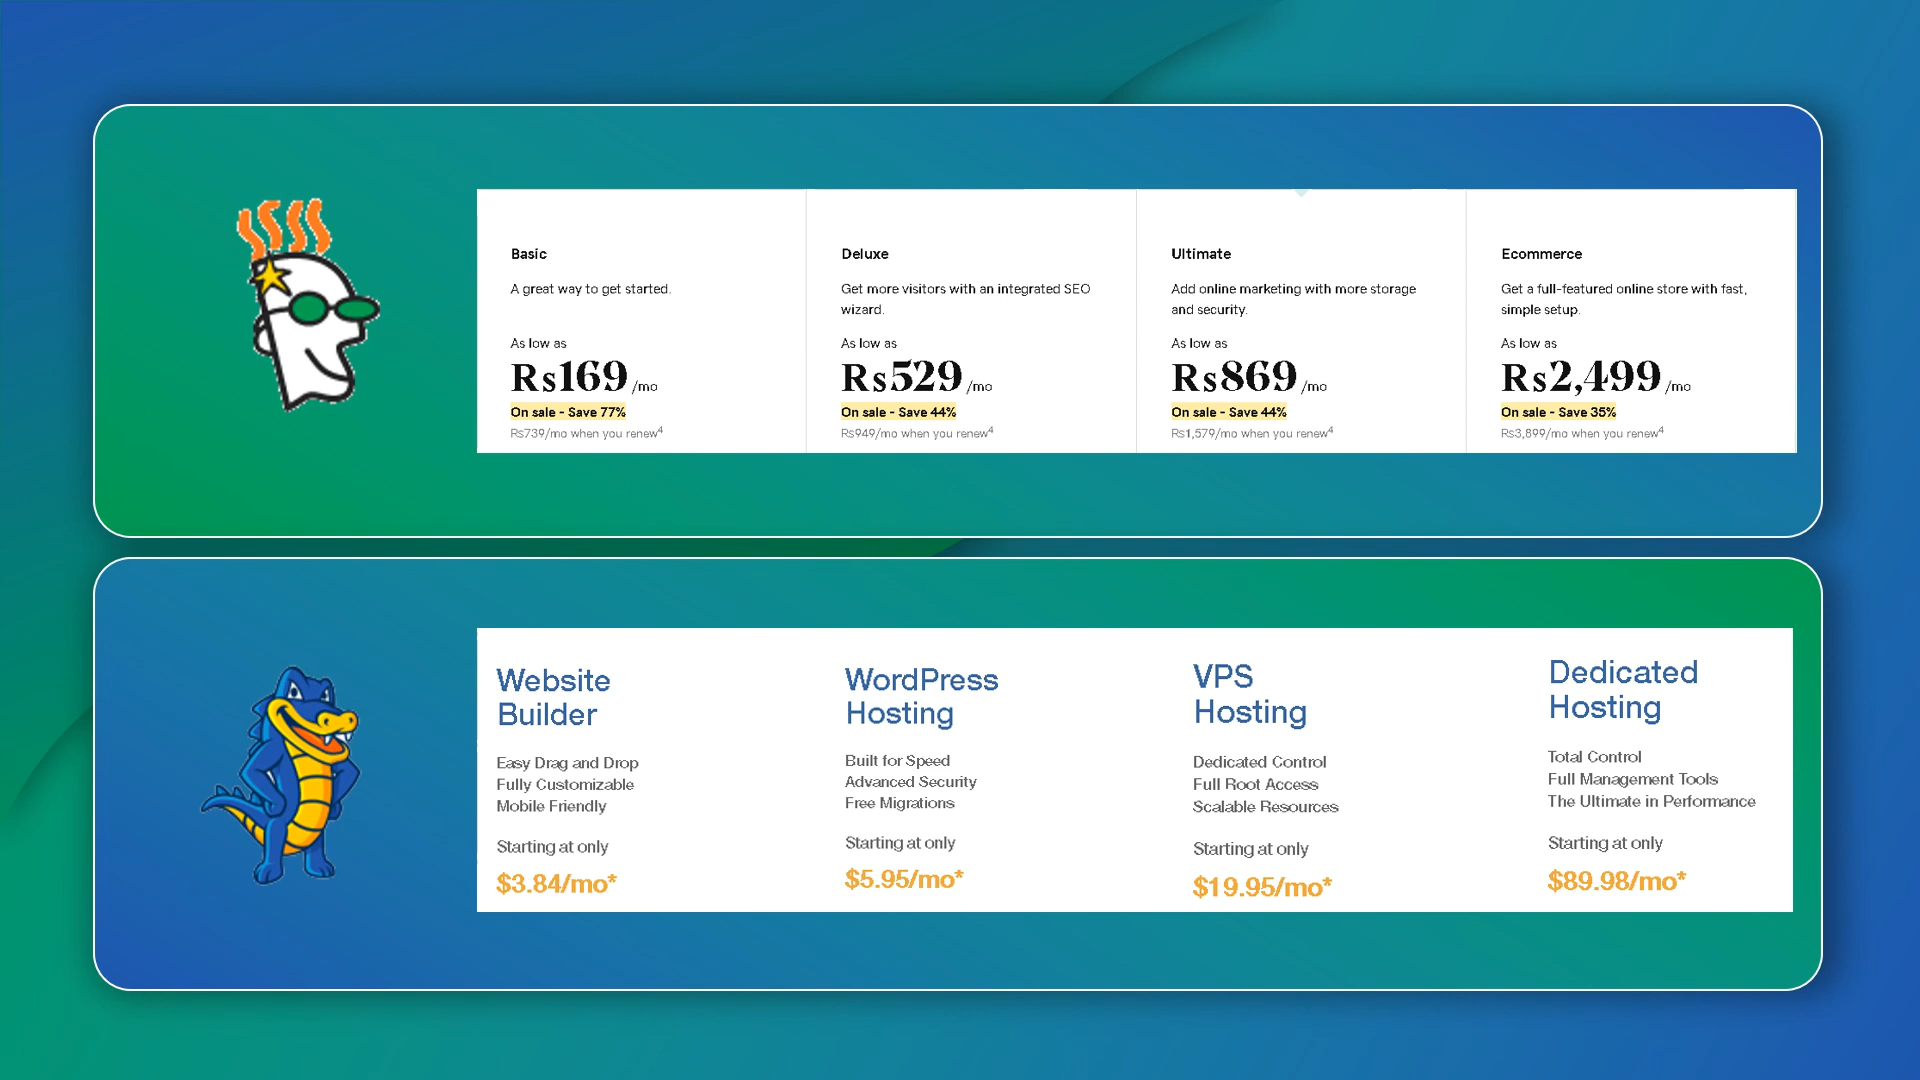 Basic
A great way to get started.
As low as
Rs169/mo
On sale - Save 77%
Rs739/mo when you renew4
Deluxe
Get more visitors with an integrated SEO
wizard.
As low as
Rs529/mo
On sale - Save 44%
Rs949/mo when you renew4
Ultimate
Add online marketing with more storage
and security.
As low as
Rs869/mo
On sale - Save 44%
Rs1,579/mo when you renew4
Ecommerce
Get a full-featured online store with fast,
simple setup.
As low as
Rs2,499/mo
On sale - Save 35%
Rs3,899/mo when you renew4
Website
Builder
Easy Drag and Drop
Fully Customizable
Mobile Friendly
Starting at only
$3.84/mo*
WordPress
Hosting
Built for Speed
Advanced Security
Free Migrations
Starting at only
$5.95/mo*
VPS
Hosting
Dedicated Control
Full Root Access
Scalable Resources
Starting at only
$19.95/mo*
Dedicated
Hosting
Total Control
Full Management Tools
The Ultimate in Performance
Starting at only
$89.98/mo*